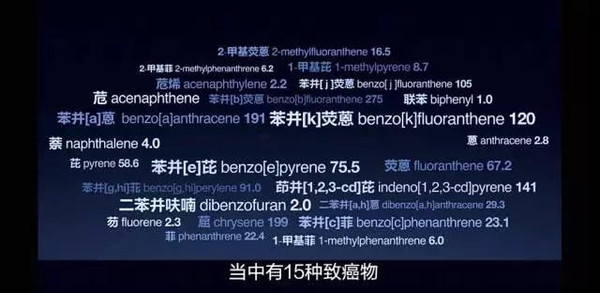 2-甲基荧蒽 2-methylfluoranthene 16.5
2-甲基菲 2-methylphenanthrene 6.2 1-甲基芘 1-methylpyrene 8.7
苊烯 acenaphthylene 2.2 苯并[j]荧蒽 benzo[j]fluoranthene 105
苊 acenaphthene 苯并[b]荧蒽 benzo[b]fluoranthene 275 联苯 biphenyl 1.0
苯并[a]蒽 benzo[a]anthracene 191 苯并[k]荧蒽 benzo[k]fluoranthene 120
萘 naphthalene 4.0 蒽 anthracene 2.8
芘 pyrene 58.6 苯并[e]芘 benzo[e]pyrene 75.5 荧蒽 fluoranthene 67.2
苯并[g,hi]苝 benzo[g,hi]perylene 91.0 茚并[1,2,3-cd]芘 indeno[1,2,3-cd]pyrene 141
二苯并呋喃 dibenzofuran 2.0 二苯并[a,h]蒽 dibenzo[a,h]anthracene 29.3
芴 fluorene 2.3 䓛 chrysene 199 苯并[c]菲 benzo[c]phenanthrene 23.1
菲 phenanthrene 22.4 1-甲基菲 1-methylphenanthrene 6.0
当中有15种致癌物